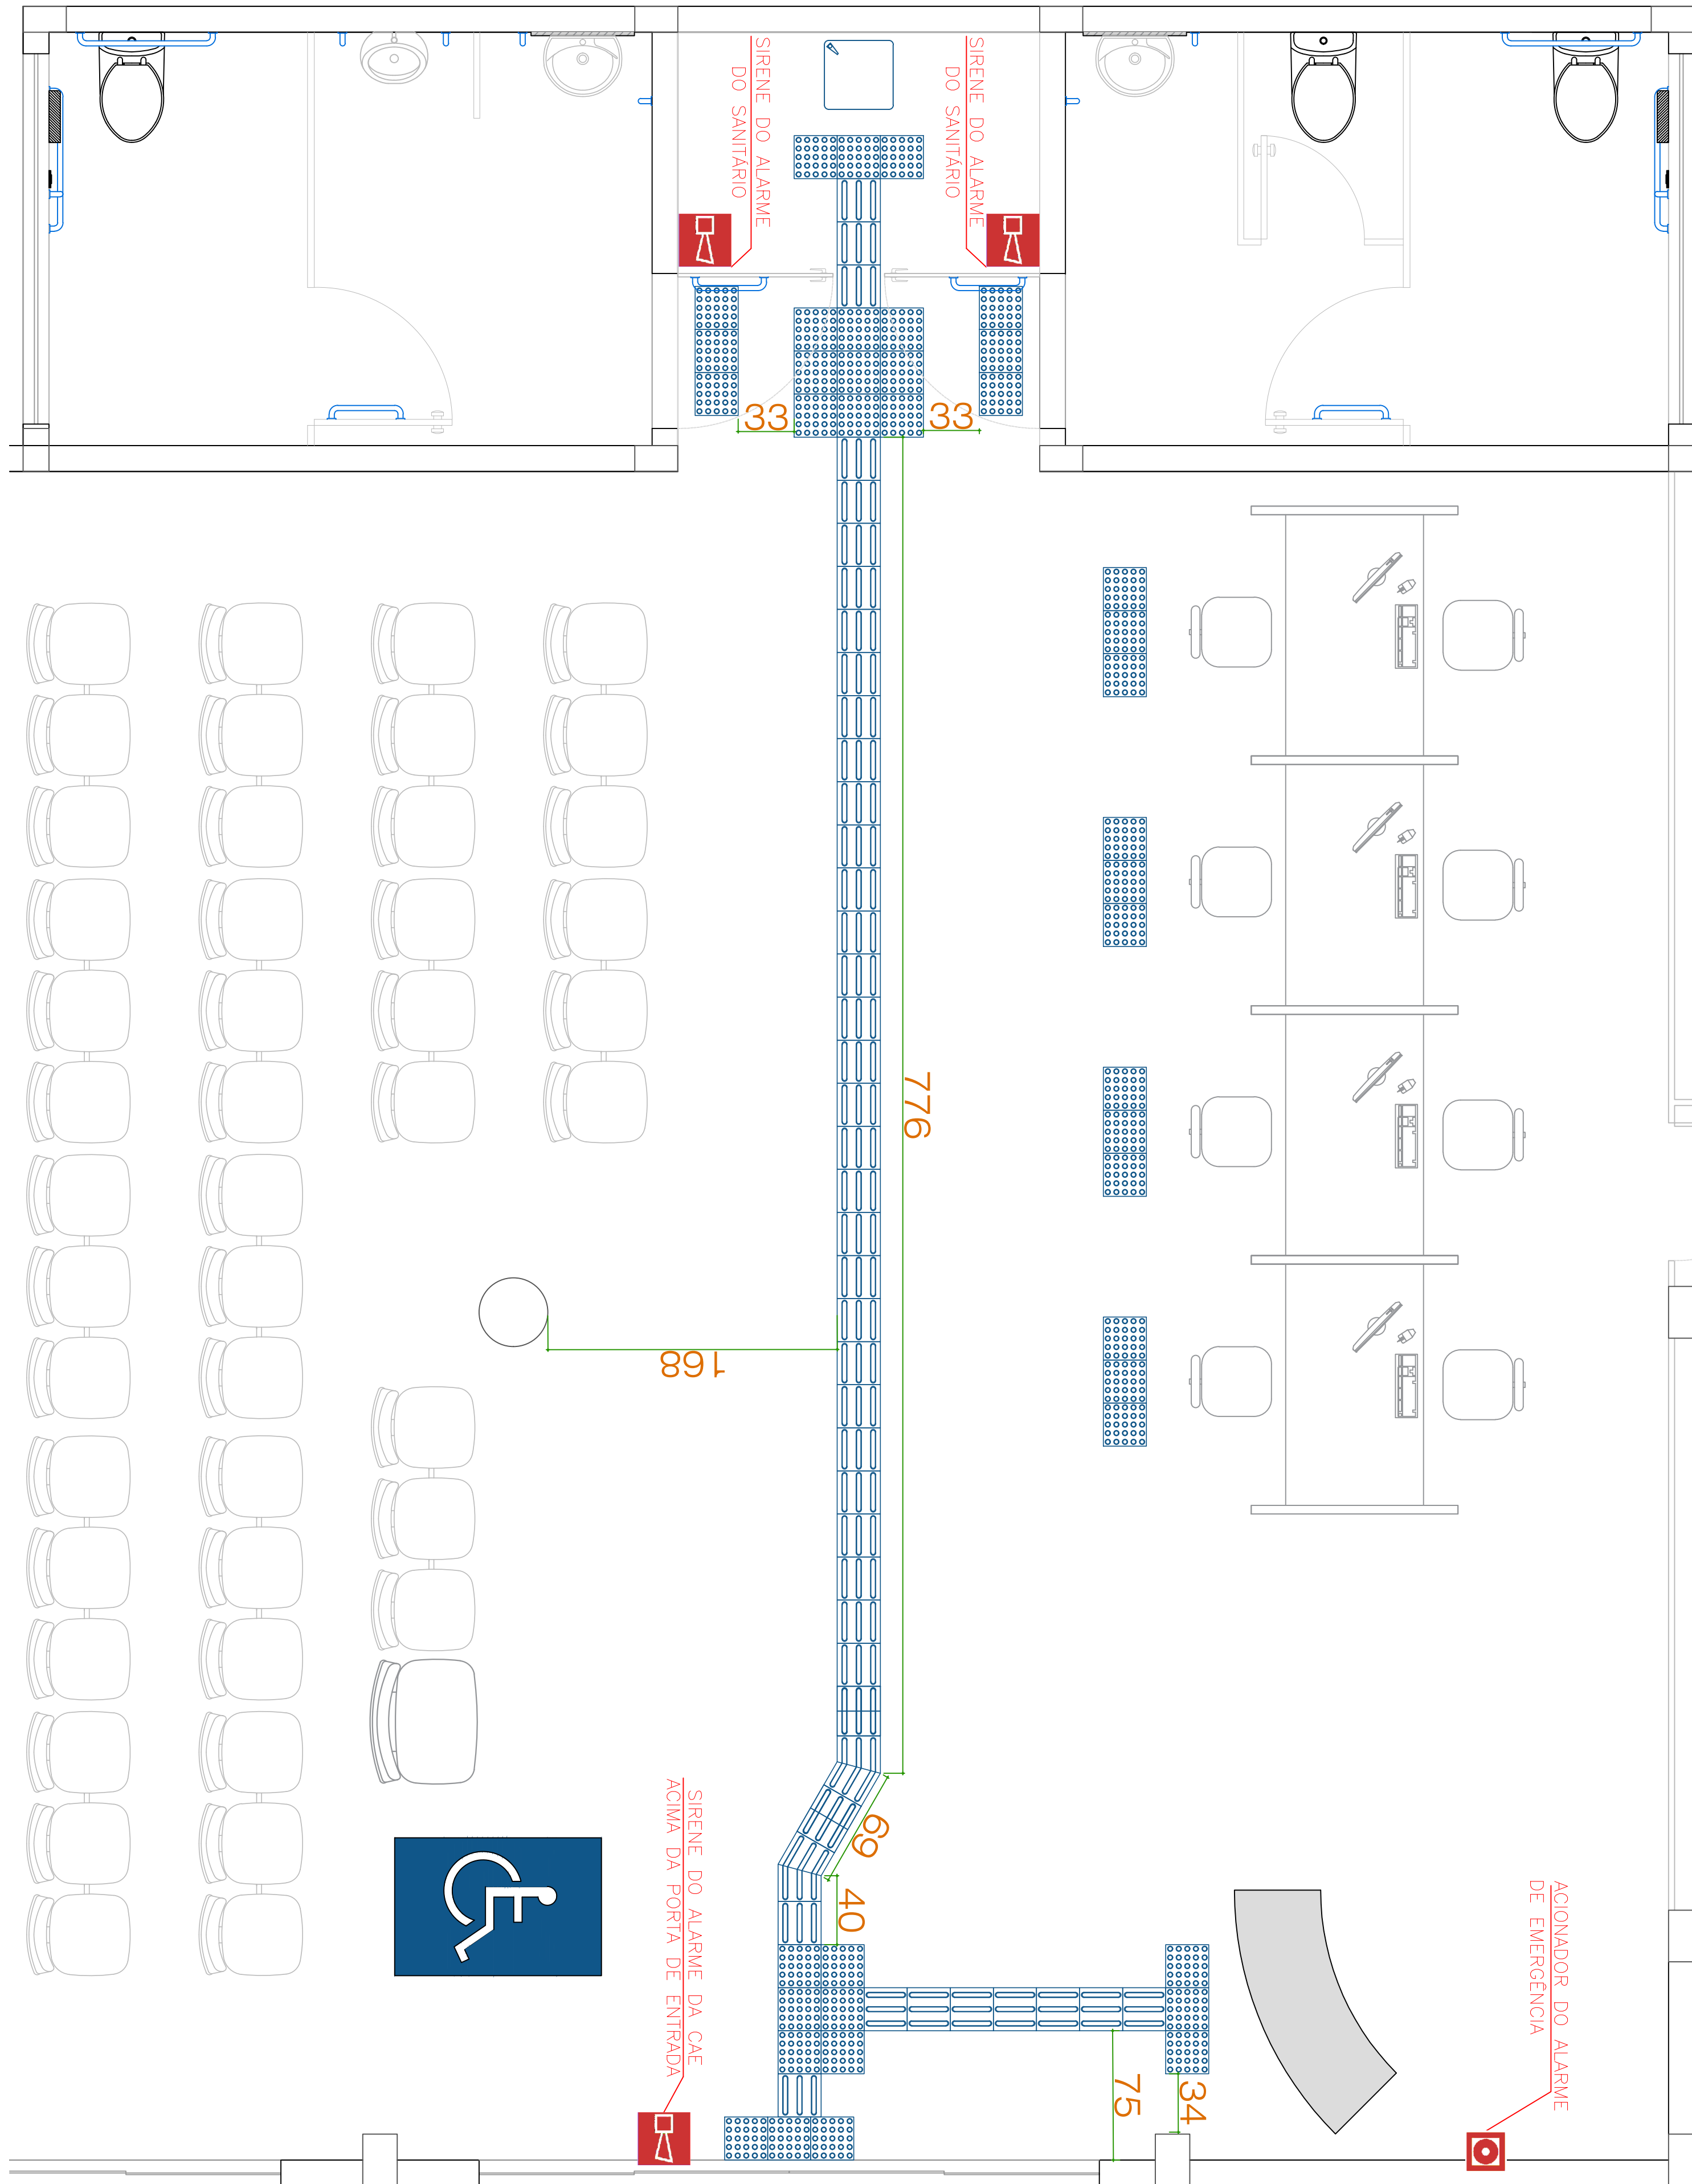 SIRENE DO ALARME
DO SANITÁRIO
SIRENE DO ALARME
DO SANITÁRIO
33
33
776
168
69
40
SIRENE DO ALARME DA CAE
ACIMA DA PORTA DE ENTRADA
ACIONADOR DO ALARME
DE EMERGÊNCIA
75
34